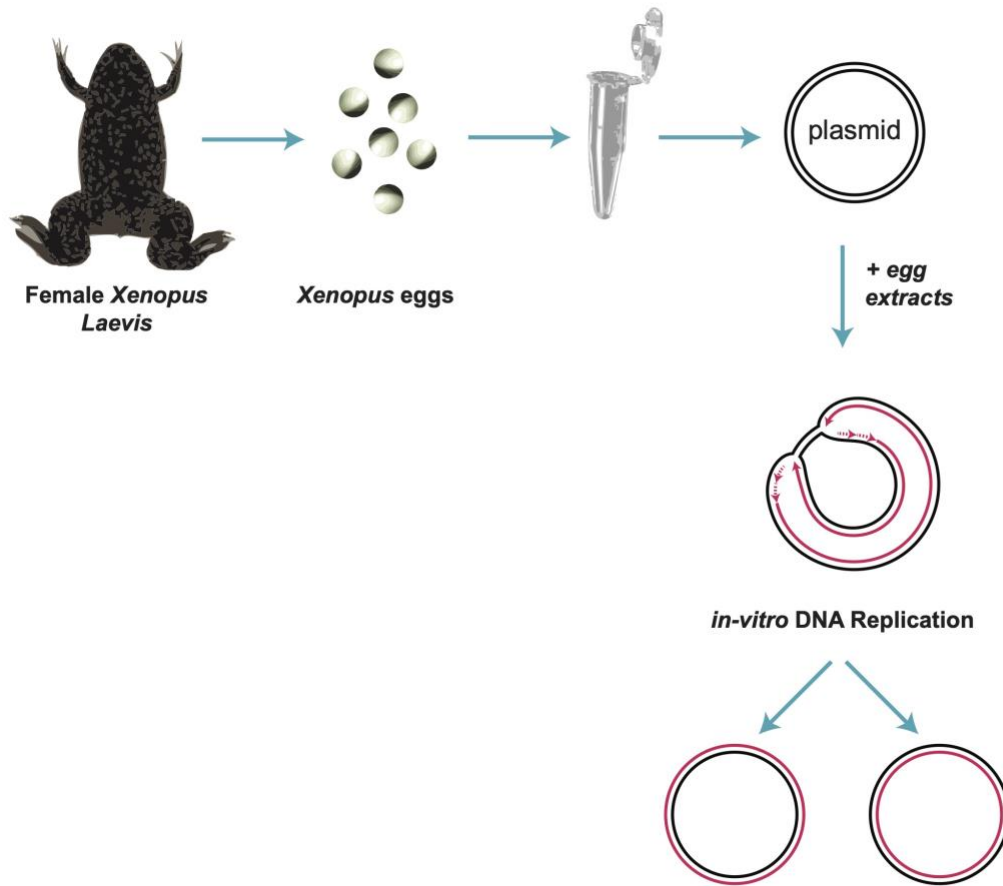 plasmid
Female Xenopus
Laevis
Xenopus eggs
+ egg
extracts
in-vitro DNA Replication